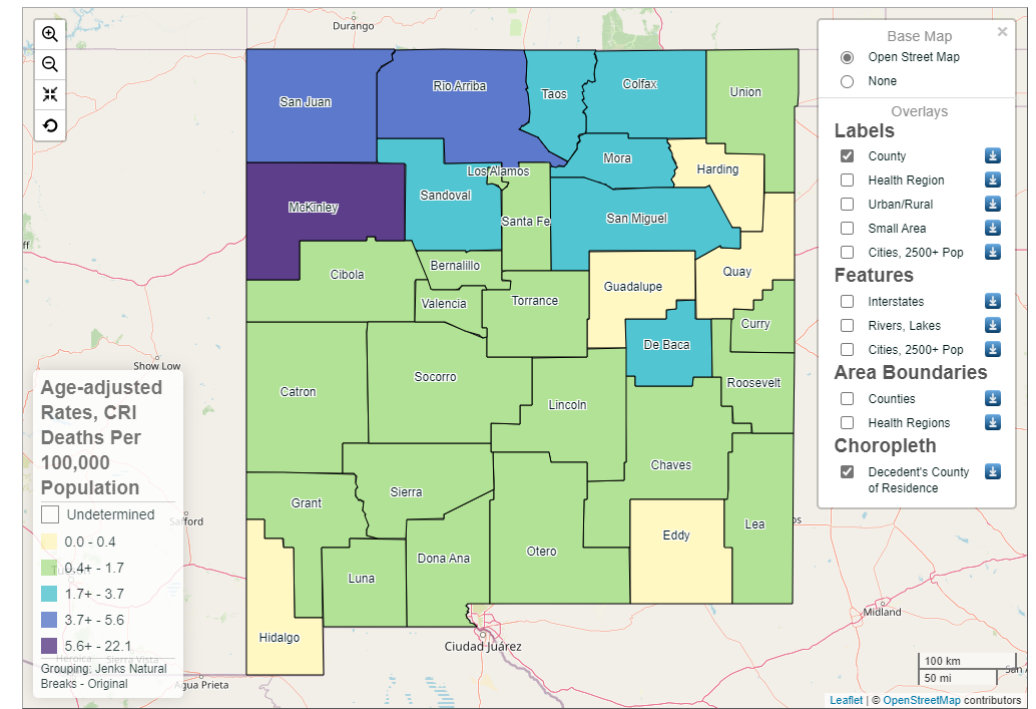 Durango
San Juan
Rio Arriba
Taos
Colfax
Union
Mora
Harding
Los Alamos
McKinley
Sandoval
Santa Fe
San Miguel
Cibola
Bernalillo
Quay
Guadalupe
Valencia
Torrance
Curry
De Baca
Show Low
Catron
Socorro
Lincoln
Roosevelt
Chaves
Grant
Sierra
Safford
Lea
Eddy
Dona Ana
Otero
Luna
Midland
Hidalgo
Ciudad Juárez
Agua Prieta
Age-adjusted
Rates, CRI
Deaths Per
100,000
Population
Undetermined
0.0 - 0.4
0.4+ - 1.7
1.7+ - 3.7
3.7+ - 5.6
5.6+ - 22.1
Sierra Vista
Grouping: Jenks Natural
Breaks - Original
Base Map
×
Open Street Map
None
Overlays
Labels
County
Health Region
Urban/Rural
Small Area
Cities, 2500+ Pop
Features
Interstates
Rivers, Lakes
Cities, 2500+ Pop
Area Boundaries
Counties
Health Regions
Choropleth
Decedent's County
of Residence
100 km
50 mi
Leaflet | © OpenStreetMap contributors